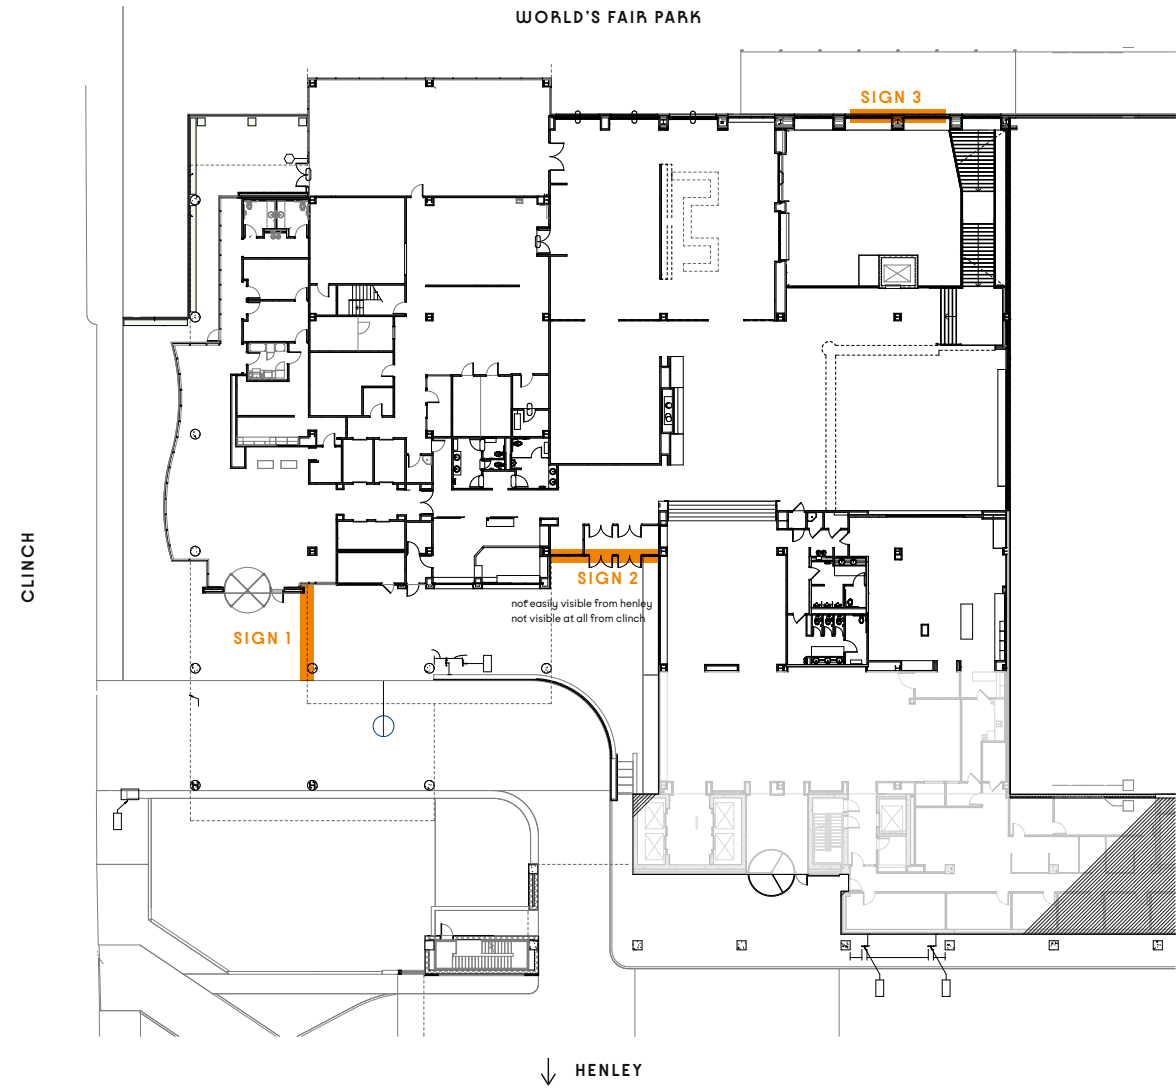 WORLD'S FAIR PARK
SIGN 3
CLINCH
SIGN 2
not easily visible from henley
not visible at all from clinch
SIGN 1
HENLEY